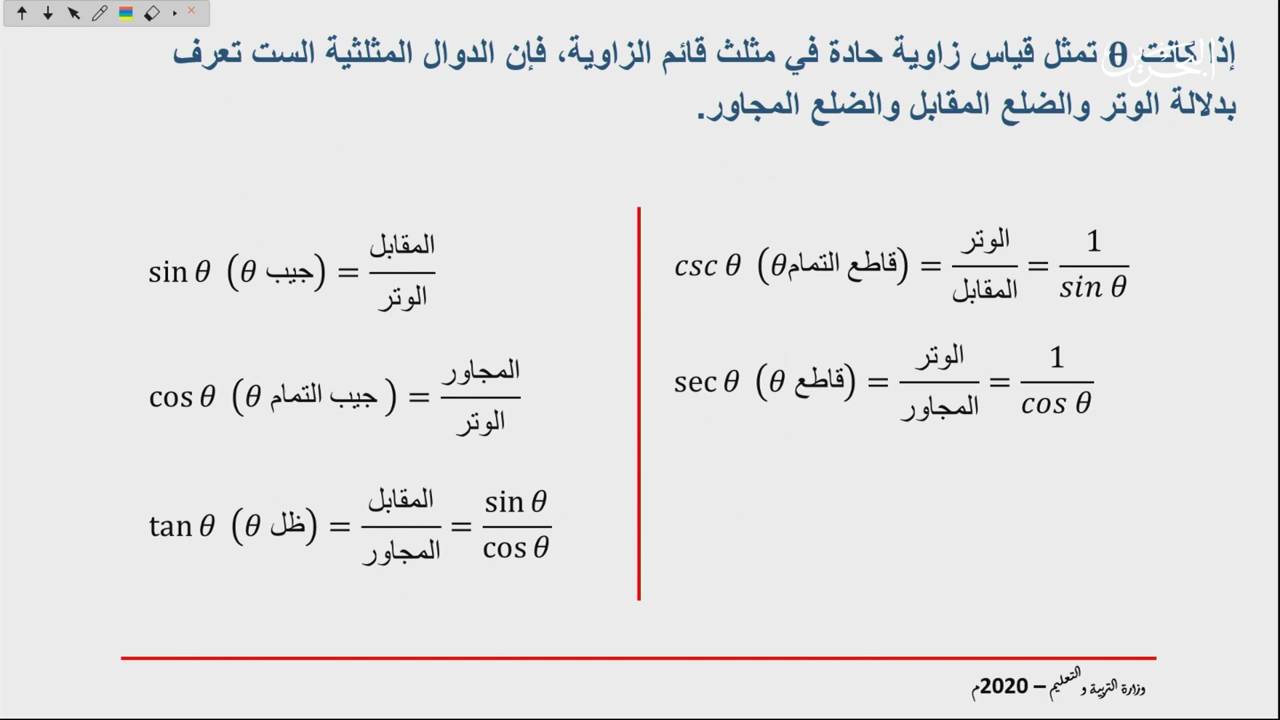 إذا كانت θ تمثل قياس زاوية حادة في مثلث قائم الزاوية، فإن الدوال المثلثية الست تعرف
بدلالة الوتر والضلع المقابل والضلع المجاور.
sin θ (جيب θ) = المقابل / الوتر
cos θ (جيب التمام θ) = المجاور / الوتر
tan θ (ظل θ) = المقابل / المجاور = sin θ / cos θ
csc θ (قاطع التمام θ) = الوتر / المقابل = 1 / sin θ
sec θ (قاطع θ) = الوتر / المجاور = 1 / cos θ
وزارة التربية و التعليم – 2020م
البحرين